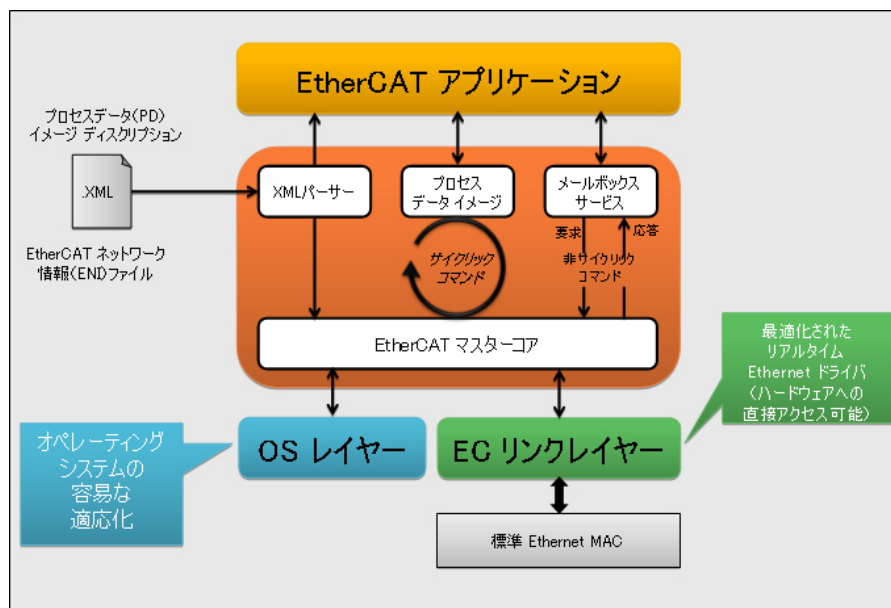 EtherCAT アプリケーション
プロセスデータ(PD)
イメージ ディスクリプション
.XML
EtherCAT ネットワーク
情報(ENI)ファイル
XMLパーサー
プロセス
データ イメージ
メールボックス
サービス
要求
応答
サイクリック
コマンド
非サイクリック
コマンド
EtherCAT マスターコア
最適化された
リアルタイム
Ethernet ドライバ
(ハードウェアへの
直接アクセス可能)
オペレーティング
システムの
容易な
適応化
OS レイヤー
EC リンクレイヤー
標準 Ethernet MAC